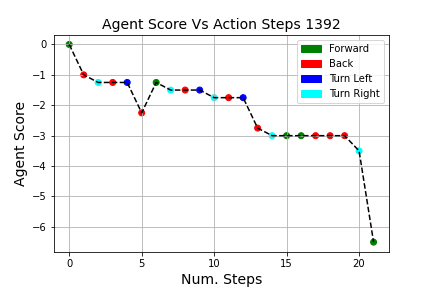 Agent Score Vs Action Steps 1392
Agent Score
0
−1
−2
−3
−4
−5
−6
Forward
Back
Turn Left
Turn Right
0 5 10 15 20
Num. Steps